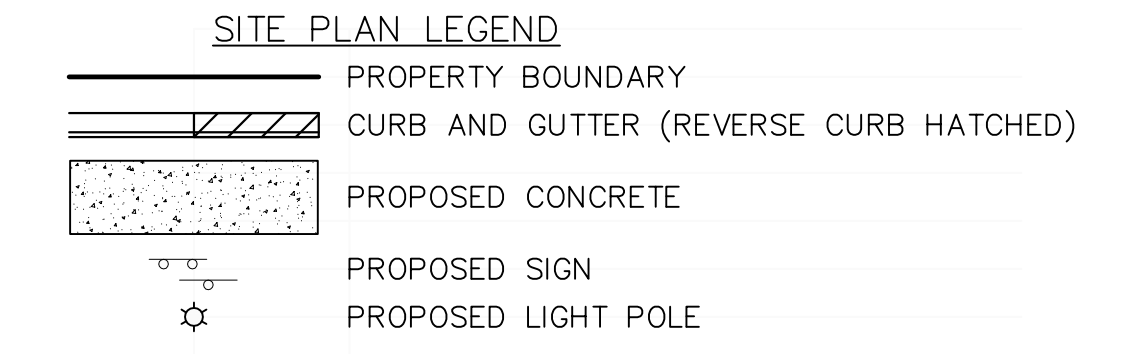 SITE PLAN LEGEND
PROPERTY BOUNDARY
CURB AND GUTTER (REVERSE CURB HATCHED)
PROPOSED CONCRETE
PROPOSED SIGN
PROPOSED LIGHT POLE